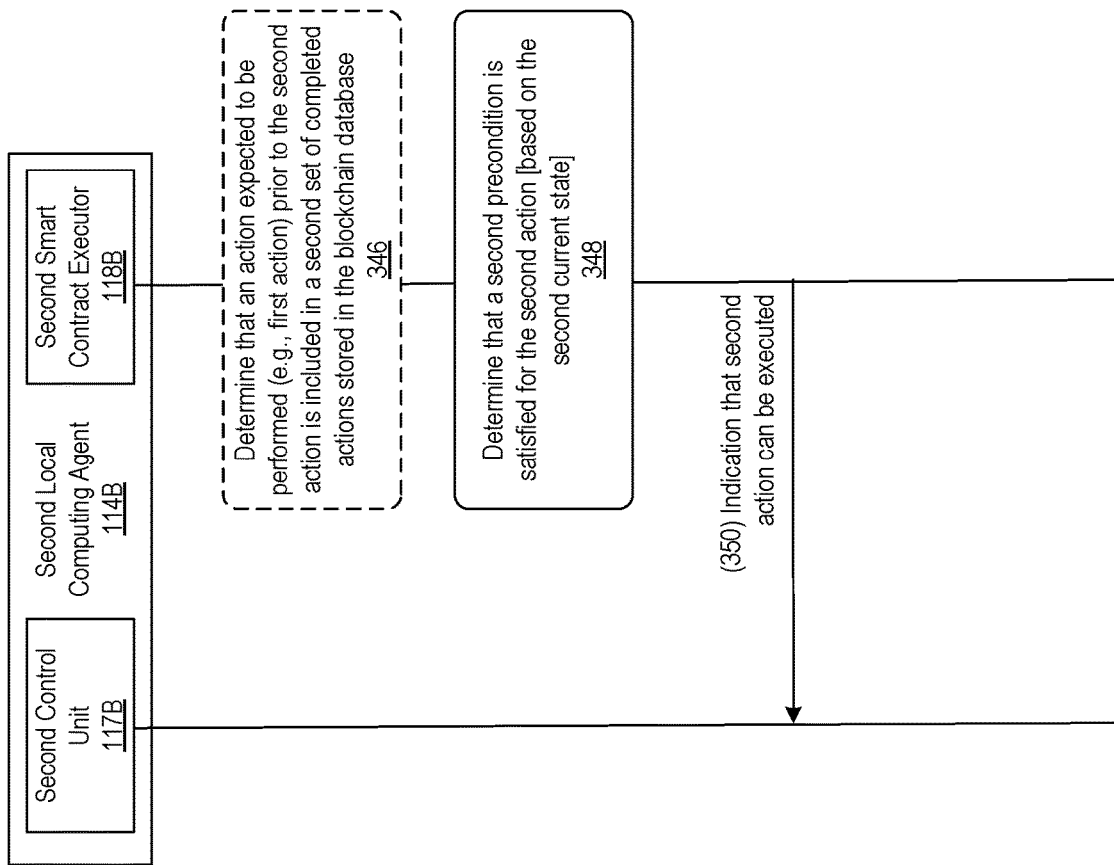 Second Control
Unit
117B
Second Local
Computing Agent
114B
Second Smart
Contract Executor
118B
Determine that an action expected to be
performed (e.g., first action) prior to the second
action is included in a second set of completed
actions stored in the blockchain database
346
Determine that a second precondition is
satisfied for the second action [based on the
second current state]
348
(350) Indication that second
action can be executed